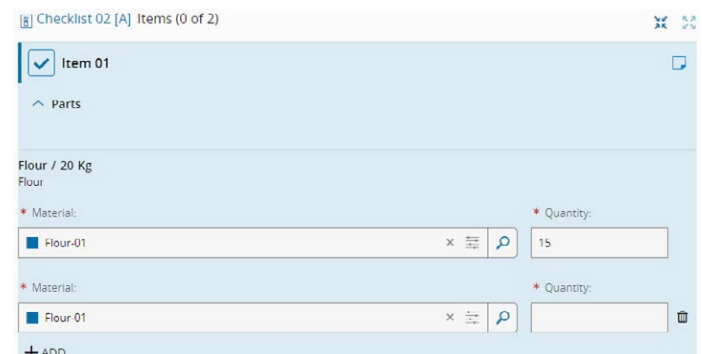 Checklist 02 [A] Items (0 of 2)
Item 01
Parts
Flour / 20 Kg
Flour
* Material: * Quantity:
Flour-01 15
* Material: * Quantity:
Flour-01
+ ADD